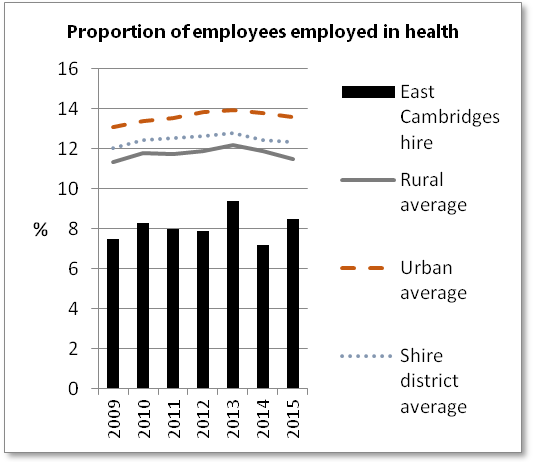 Proportion of employees employed in health
16
14
12
10
8
6
4
2
0
%
2009
2010
2011
2012
2013
2014
2015
East
Cambridges
hire
Rural
average
Urban
average
Shire
district
average